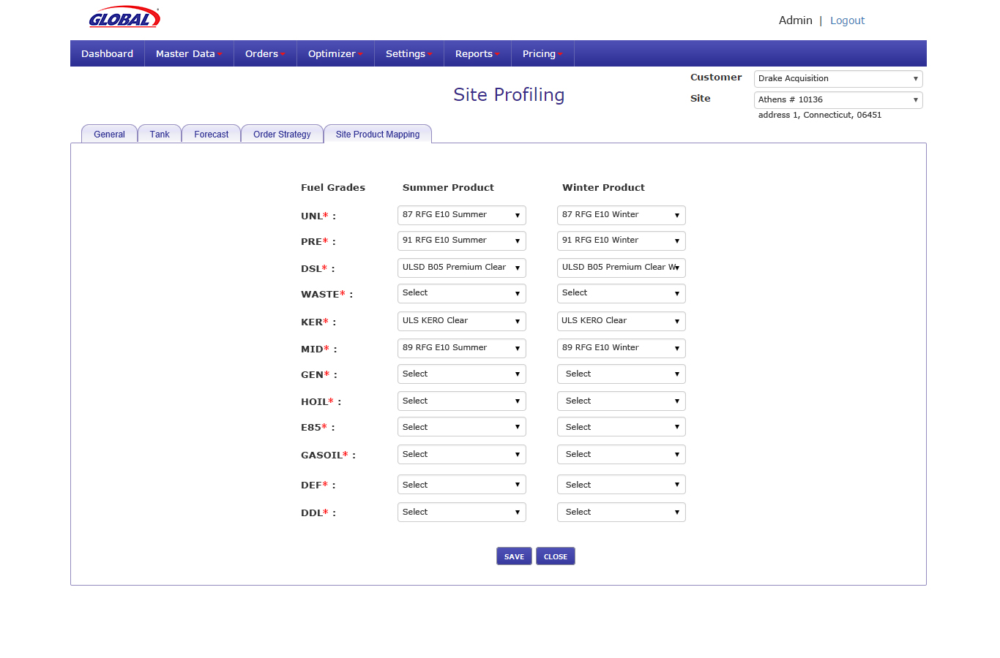 GLOBAL
Admin | Logout
Dashboard Master Data Orders Optimizer Settings Reports Pricing
Customer Drake Acquisition
Site Profiling
Site Athens # 10136
address 1, Connecticut, 06451
General Tank Forecast Order Strategy Site Product Mapping
Fuel Grades Summer Product Winter Product
UNL* : 87 RFG E10 Summer 87 RFG E10 Winter
PRE* : 91 RFG E10 Summer 91 RFG E10 Winter
DSL* : ULSD B05 Premium Clear ULSD B05 Premium Clear W
WASTE* : Select Select
KER* : ULS KERO Clear ULS KERO Clear
MID* : 89 RFG E10 Summer 89 RFG E10 Winter
GEN* : Select Select
HOIL* : Select Select
E85* : Select Select
GASOIL* : Select Select
DEF* : Select Select
DDL* : Select Select
SAVE CLOSE